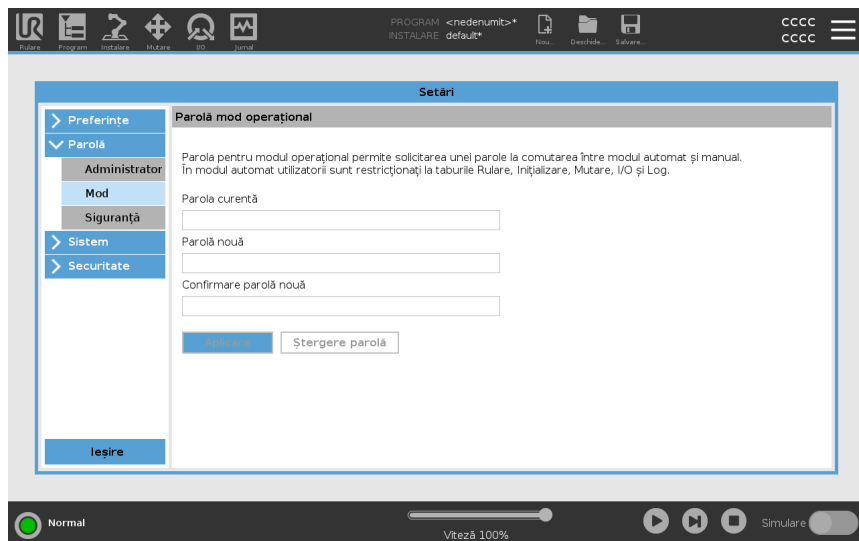 UR
PROGRAM <nedenumit>*
INSTALARE default*
CCCC
CCCC
Rulare Program Instalare Mutare I/O Jurnal Nou... Deschide... Salvare...
Setări
Preferințe
Parolă
Administrator
Mod
Siguranță
Sistem
Securitate
Ieșire
Parolă mod operațional
Parola pentru modul operațional permite solicitarea unei parole la comutarea între modul automat și manual.
În modul automat utilizatorii sunt restricționați la taburile Rulare, Inițializare, Mutare, I/O și Log.
Parola curentă
Parolă nouă
Confirmare parolă nouă
Aplicare Ștergere parolă
Normal
Viteză 100%
Simulare